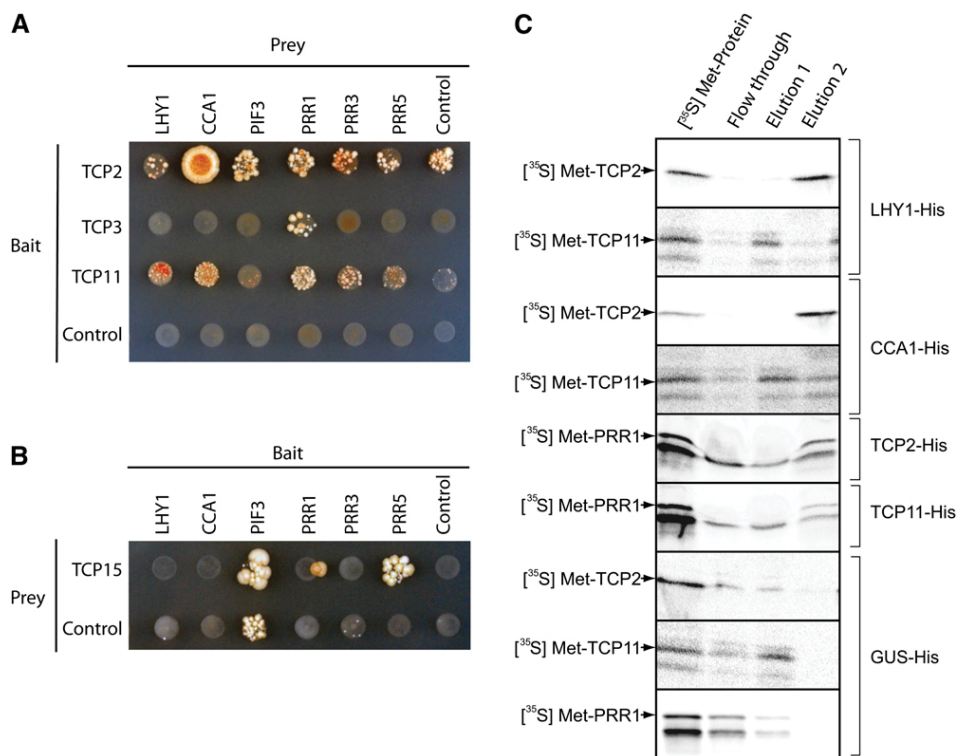 A
Prey
LHY1 CCA1 PIF3 PRR1 PRR3 PRR5 Control
Bait
TCP2
TCP3
TCP11
Control
B
Bait
LHY1 CCA1 PIF3 PRR1 PRR3 PRR5 Control
Prey
TCP15
Control
C
[³⁵S] Met-Protein Flow through Elution 1 Elution 2
[³⁵S] Met-TCP2
[³⁵S] Met-TCP11
LHY1-His
[³⁵S] Met-TCP2
[³⁵S] Met-TCP11
CCA1-His
[³⁵S] Met-PRR1
TCP2-His
[³⁵S] Met-PRR1
TCP11-His
[³⁵S] Met-TCP2
[³⁵S] Met-TCP11
[³⁵S] Met-PRR1
GUS-His